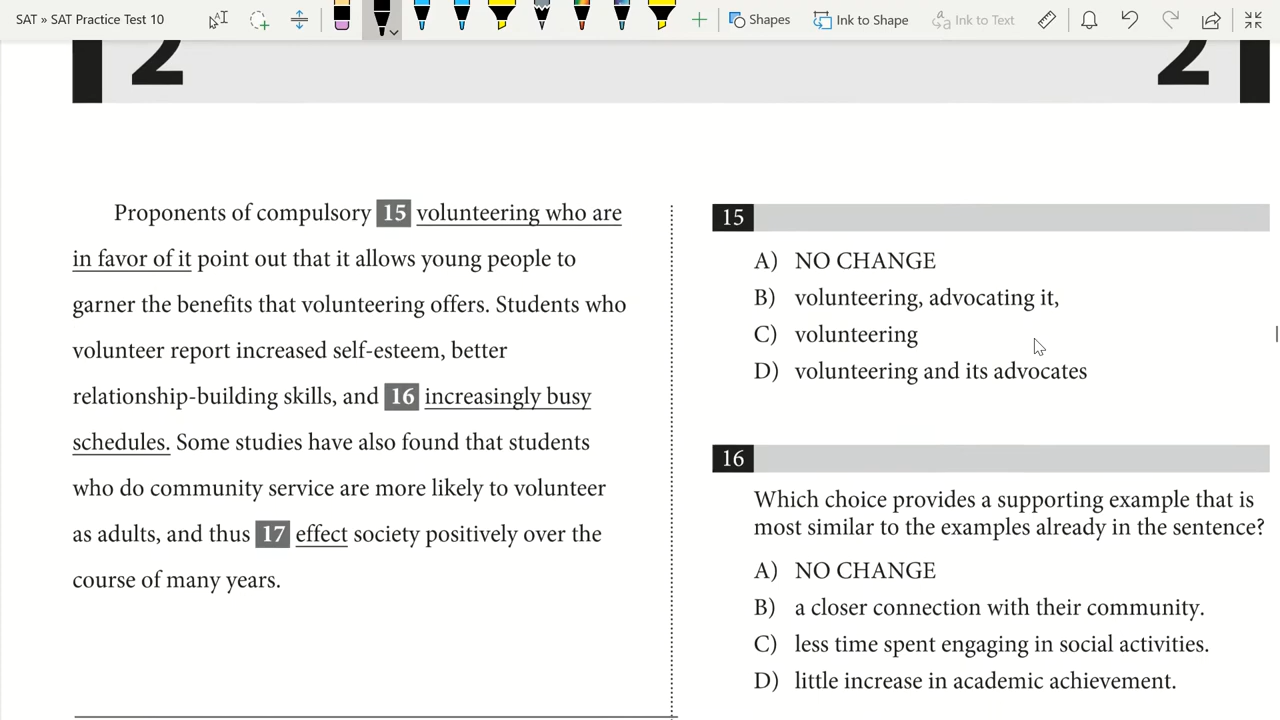 SAT » SAT Practice Test 10
Shapes
Ink to Shape
Ink to Text
2
2
Proponents of compulsory 15 volunteering who are
in favor of it point out that it allows young people to
garner the benefits that volunteering offers. Students who
volunteer report increased self-esteem, better
relationship-building skills, and 16 increasingly busy
schedules. Some studies have also found that students
who do community service are more likely to volunteer
as adults, and thus 17 effect society positively over the
course of many years.
15
A) NO CHANGE
B) volunteering, advocating it,
C) volunteering
D) volunteering and its advocates
16
Which choice provides a supporting example that is
most similar to the examples already in the sentence?
A) NO CHANGE
B) a closer connection with their community.
C) less time spent engaging in social activities.
D) little increase in academic achievement.